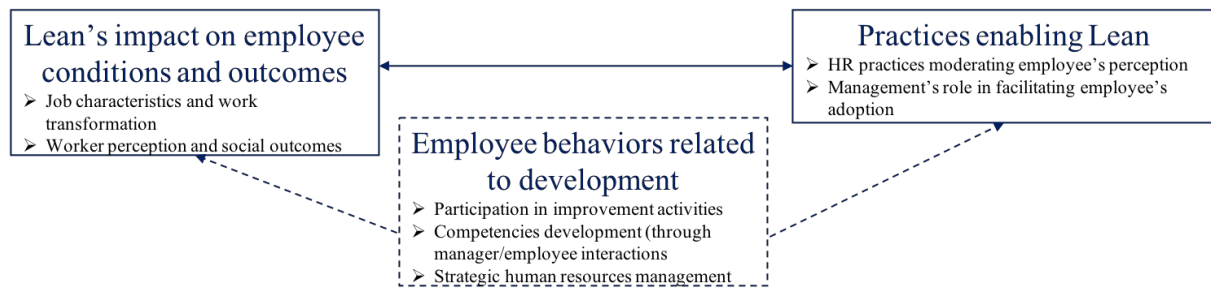 Lean's impact on employee
conditions and outcomes
➢ Job characteristics and work
transformation
➢ Worker perception and social outcomes
Practices enabling Lean
➢ HR practices moderating employee's perception
➢ Management's role in facilitating employee's
adoption
Employee behaviors related
to development
➢ Participation in improvement activities
➢ Competencies development (through
manager/employee interactions
➢ Strategic human resources management